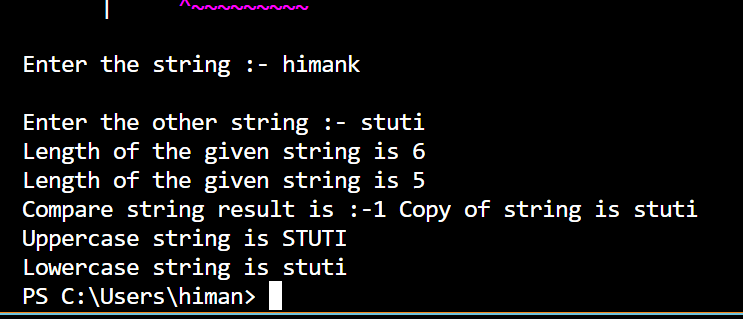 | ^~~~~~~~~~
Enter the string :- himank
Enter the other string :- stuti
Length of the given string is 6
Length of the given string is 5
Compare string result is :-1 Copy of string is stuti
Uppercase string is STUTI
Lowercase string is stuti
PS C:\Users\himan>